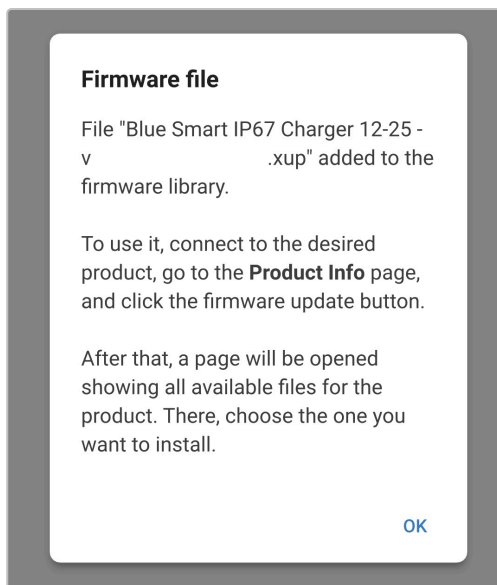 Firmware file
File "Blue Smart IP67 Charger 12-25 -
v .xup" added to the
firmware library.
To use it, connect to the desired
product, go to the Product Info page,
and click the firmware update button.
After that, a page will be opened
showing all available files for the
product. There, choose the one you
want to install.
OK